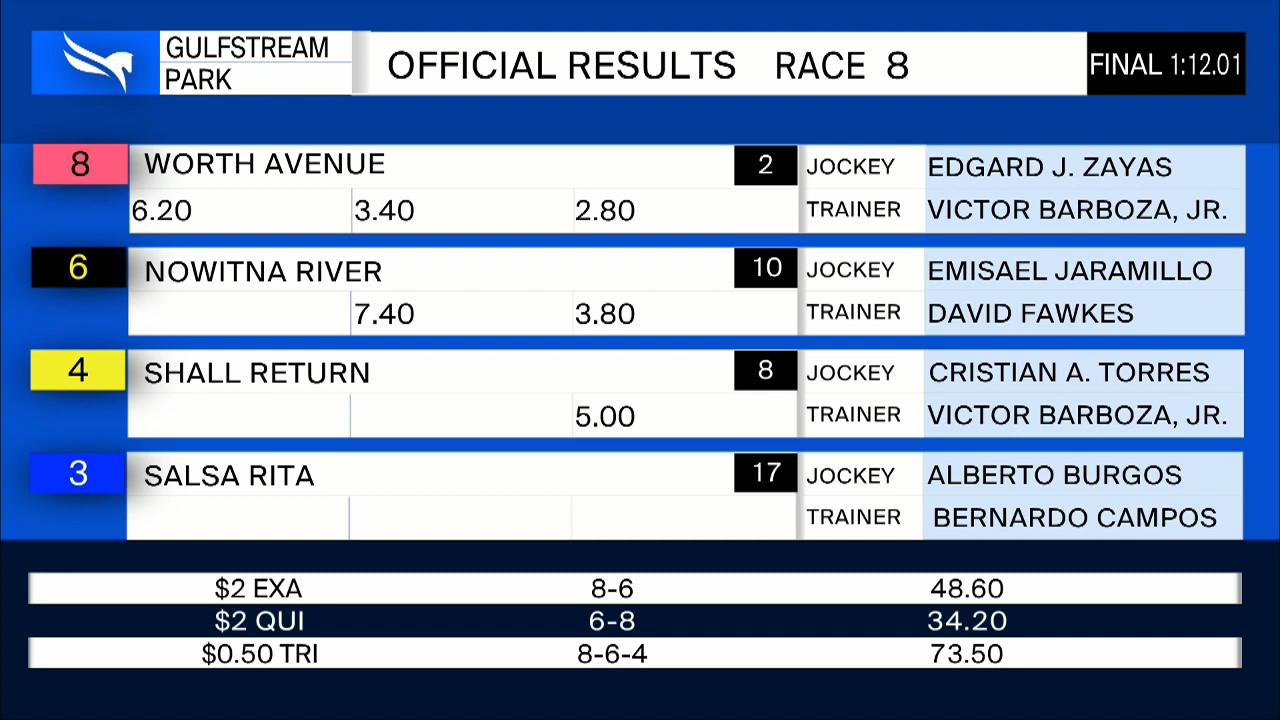 GULFSTREAM
PARK
OFFICIAL RESULTS RACE 8
FINAL 1:12.01
8 WORTH AVENUE 2 JOCKEY EDGARD J. ZAYAS
6.20 3.40 2.80 TRAINER VICTOR BARBOZA, JR.
6 NOWITNA RIVER 10 JOCKEY EMISAEL JARAMILLO
7.40 3.80 TRAINER DAVID FAWKES
4 SHALL RETURN 8 JOCKEY CRISTIAN A. TORRES
5.00 TRAINER VICTOR BARBOZA, JR.
3 SALSA RITA 17 JOCKEY ALBERTO BURGOS
TRAINER BERNARDO CAMPOS
$2 EXA 8-6 48.60
$2 QUI 6-8 34.20
$0.50 TRI 8-6-4 73.50